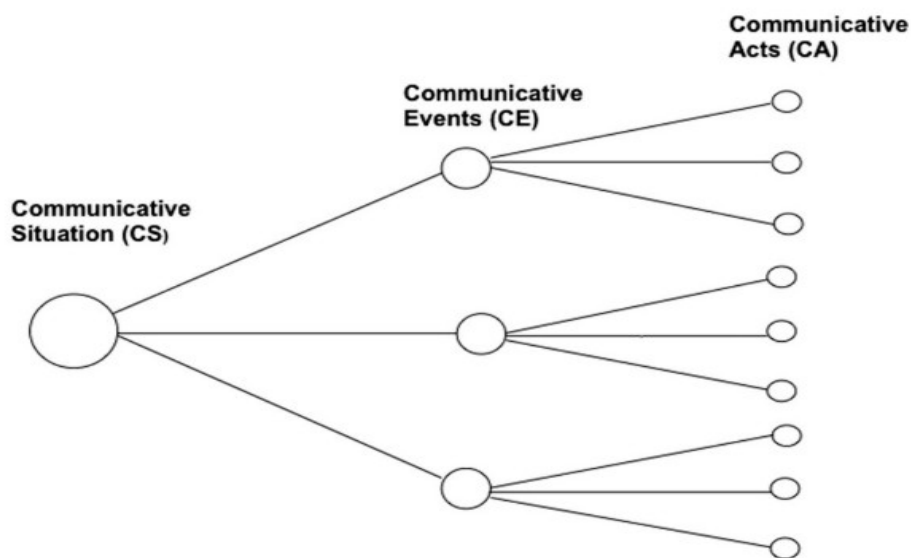 Communicative
Acts (CA)
Communicative
Events (CE)
Communicative
Situation (CS)